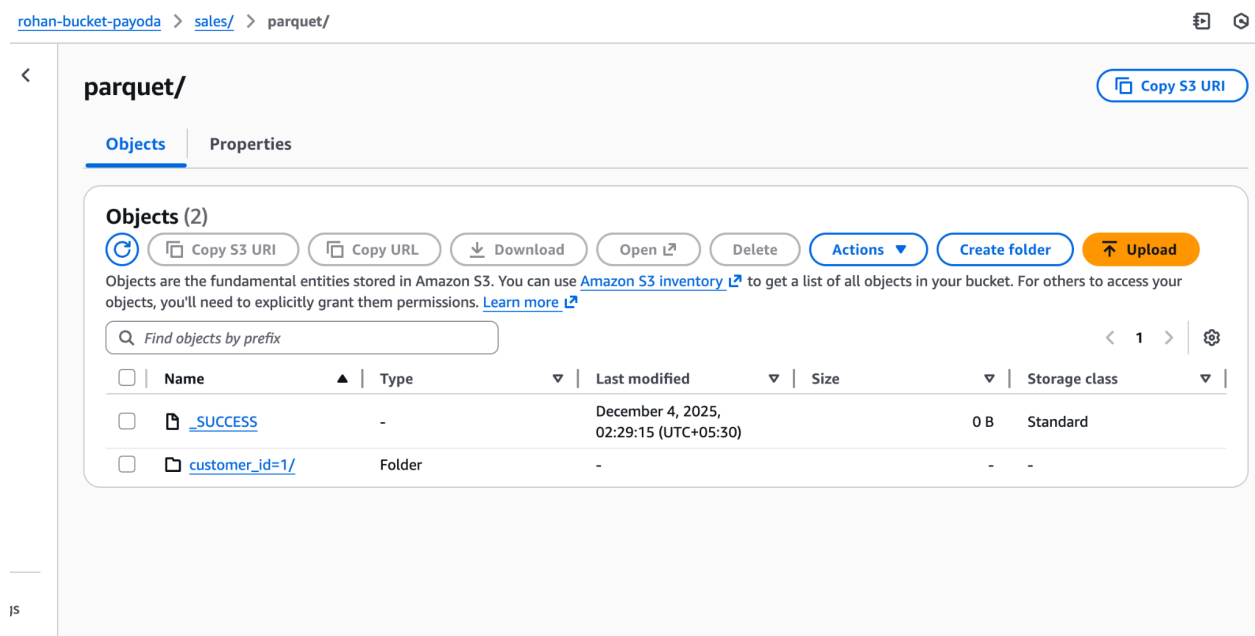 rohan-bucket-payoda > sales/ > parquet/
parquet/
Copy S3 URI
Objects Properties
Objects (2)
Copy S3 URI Copy URL Download Open Delete Actions Create folder Upload
Objects are the fundamental entities stored in Amazon S3. You can use Amazon S3 inventory to get a list of all objects in your bucket. For others to access your
objects, you'll need to explicitly grant them permissions. Learn more
Find objects by prefix
1
Name Type Last modified Size Storage class
_SUCCESS - December 4, 2025, 0 B Standard
02:29:15 (UTC+05:30)
customer_id=1/ Folder - - -